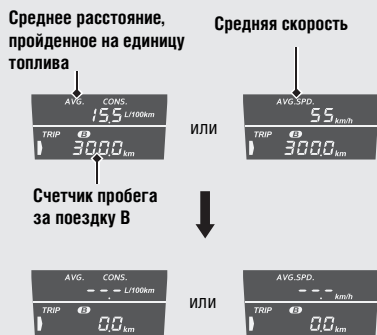 Среднее расстояние,
пройденное на единицу
топлива
Средняя скорость
AVG. CONS.
15.5 L/100km
TRIP B
300.0 km
или
AVG.SPD.
55 km/h
TRIP B
300.0 km
Счетчик пробега
за поездку B
AVG. CONS.
--.- L/100km
TRIP B
0.0 km
или
AVG.SPD.
---.- km/h
TRIP B
0.0 km